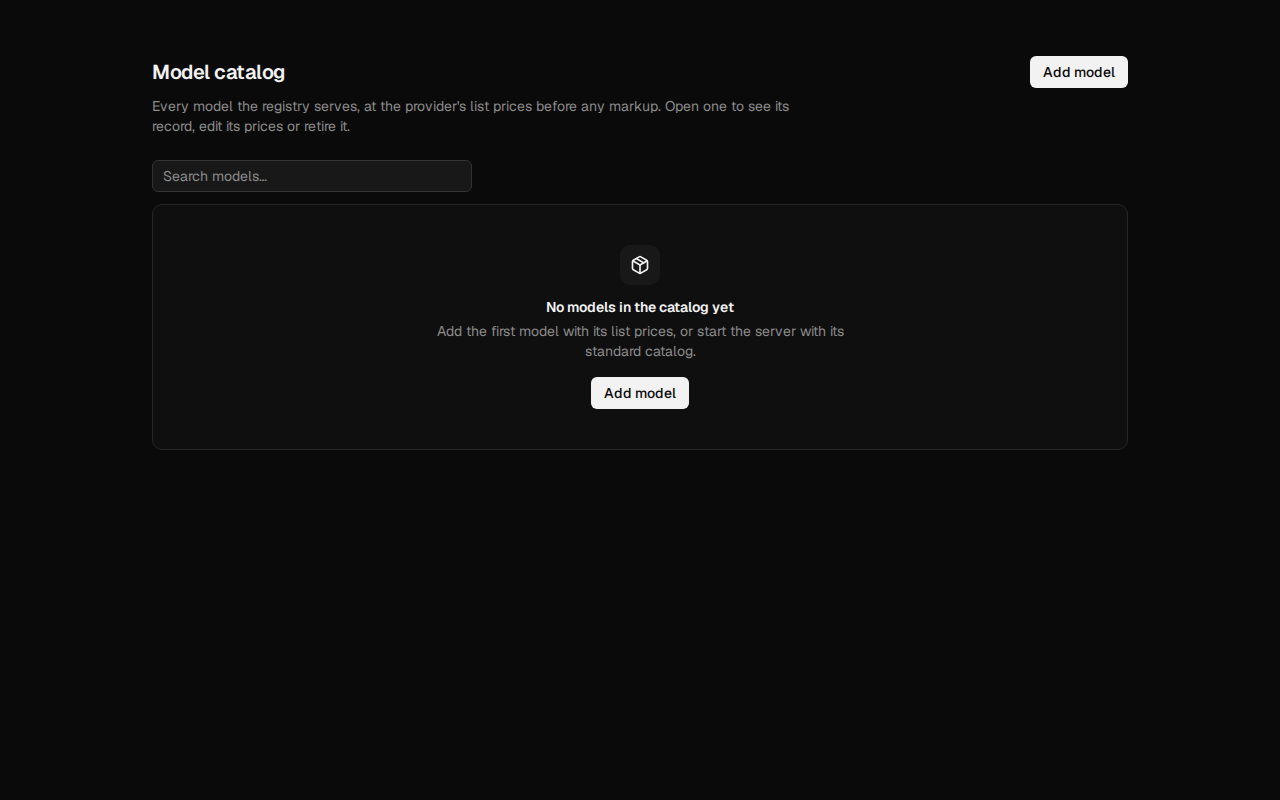 Model catalog
Add model
Every model the registry serves, at the provider's list prices before any markup. Open one to see its
record, edit its prices or retire it.
Search models...
No models in the catalog yet
Add the first model with its list prices, or start the server with its
standard catalog.
Add model